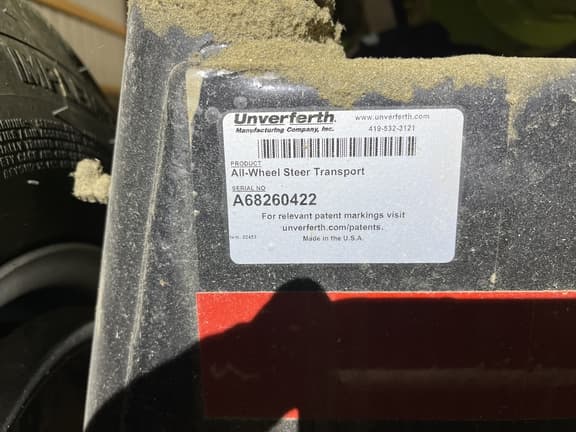 Unverferth
www.unverferth.com
Manufacturing Company, Inc.
419-532-3121
PRODUCT
All-Wheel Steer Transport
SERIAL NO
A68260422
For relevant patent markings visit
unverferth.com/patents.
Made in the U.S.A.